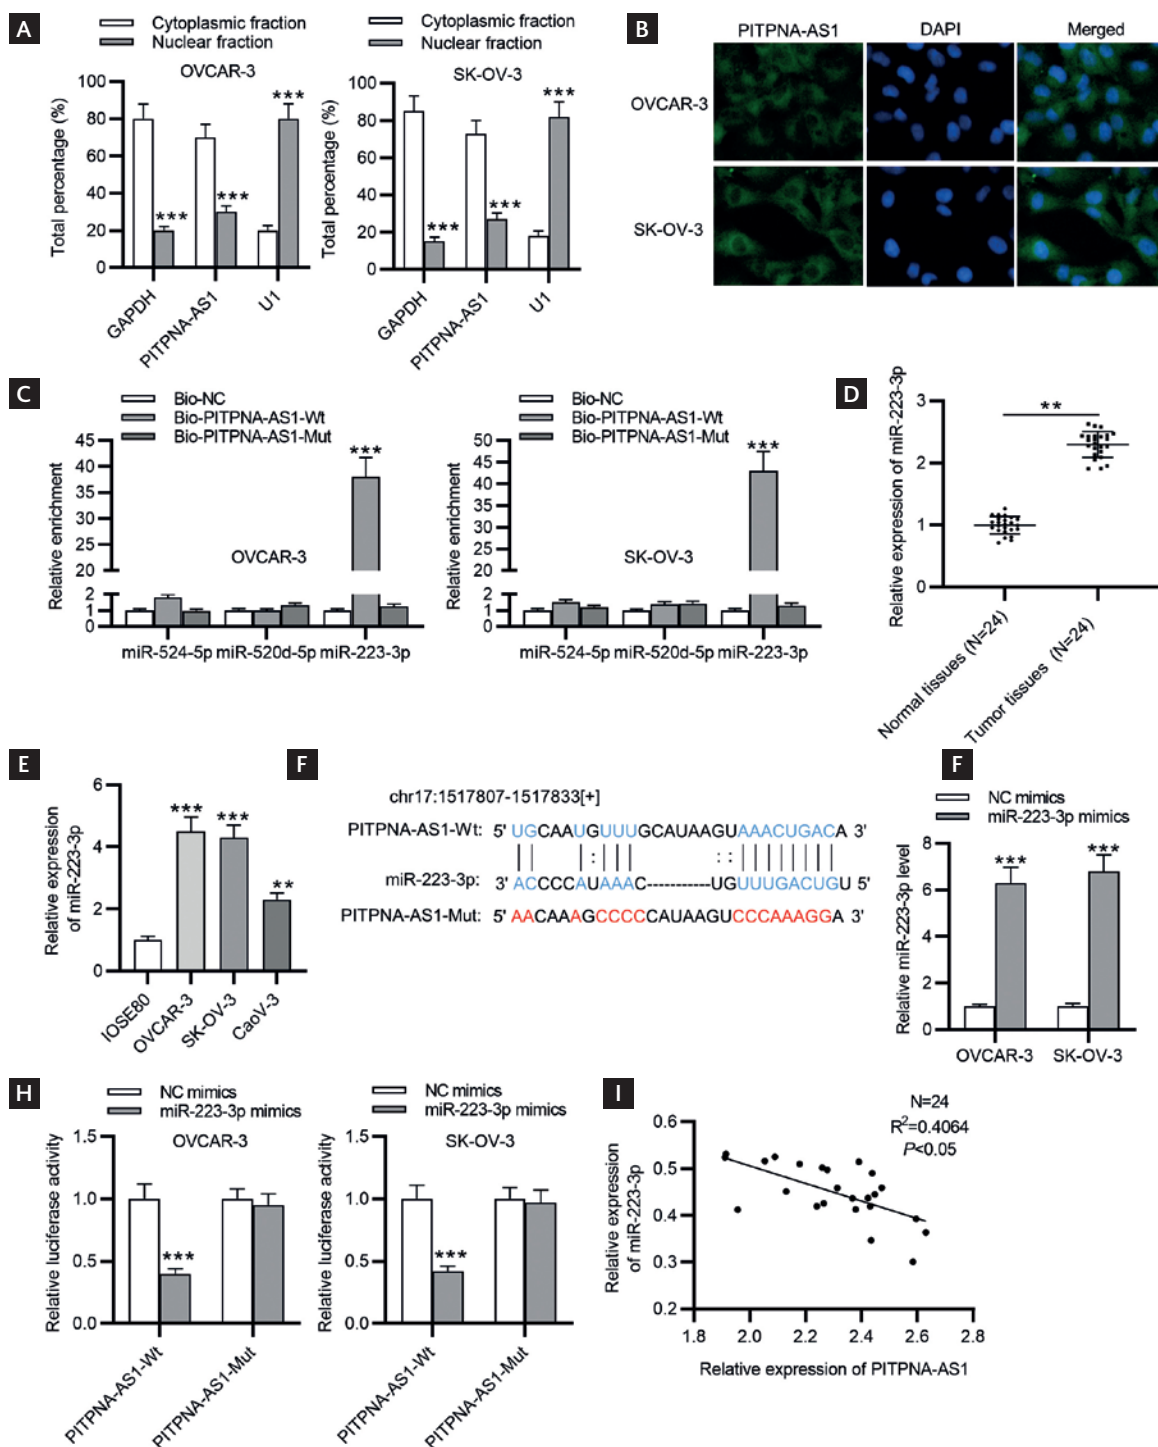 A
Cytoplasmic fraction
Nuclear fraction
OVCAR-3
Total percentage (%)
100
80
60
40
20
0
***
***
***
GAPDH
PITPNA-AS1
U1
Cytoplasmic fraction
Nuclear fraction
SK-OV-3
Total percentage (%)
100
80
60
40
20
0
***
***
***
GAPDH
PITPNA-AS1
U1
B
PITPNA-AS1 DAPI Merged
OVCAR-3
SK-OV-3
C
Bio-NC
Bio-PITPNA-AS1-Wt
Bio-PITPNA-AS1-Mut
Relative enrichment
45
40
35
30
25
20
2
1
0
***
OVCAR-3
miR-524-5p miR-520d-5p miR-223-3p
Bio-NC
Bio-PITPNA-AS1-Wt
Bio-PITPNA-AS1-Mut
Relative enrichment
50
45
40
35
30
25
20
2
1
0
***
SK-OV-3
miR-524-5p miR-520d-5p miR-223-3p
D
Relative expression of miR-223-3p
3
2
1
0
**
Normal tissues (N=24)
Tumor tissues (N=24)
E
Relative expression
of miR-223-3p
6
4
2
0
***
***
**
IOSE80
OVCAR-3
SK-OV-3
CaoV-3
F
chr17:1517807-1517833[+]
PITPNA-AS1-Wt: 5' UGCAAUGUUUGCAUAAGUAAACUGACA 3'
miR-223-3p: 3' ACCCCAUAAAC----------UGUUUGACUGU 5'
PITPNA-AS1-Mut: 5' AACAAAGCCCCCAUAAGUCCCAAAGGA 3'
F
NC mimics
miR-223-3p mimics
Relative miR-223-3p level
8
6
4
2
0
***
***
OVCAR-3 SK-OV-3
H
NC mimics
miR-223-3p mimics
OVCAR-3
Relative luciferase activity
1.5
1.0
0.5
0.0
***
PITPNA-AS1-Wt
PITPNA-AS1-Mut
NC mimics
miR-223-3p mimics
SK-OV-3
Relative luciferase activity
1.5
1.0
0.5
0.0
***
PITPNA-AS1-Wt
PITPNA-AS1-Mut
I
N=24
R²=0.4064
P<0.05
Relative expression
of miR-223-3p
0.6
0.5
0.4
0.3
0.2
1.8 2.0 2.2 2.4 2.6 2.8
Relative expression of PITPNA-AS1